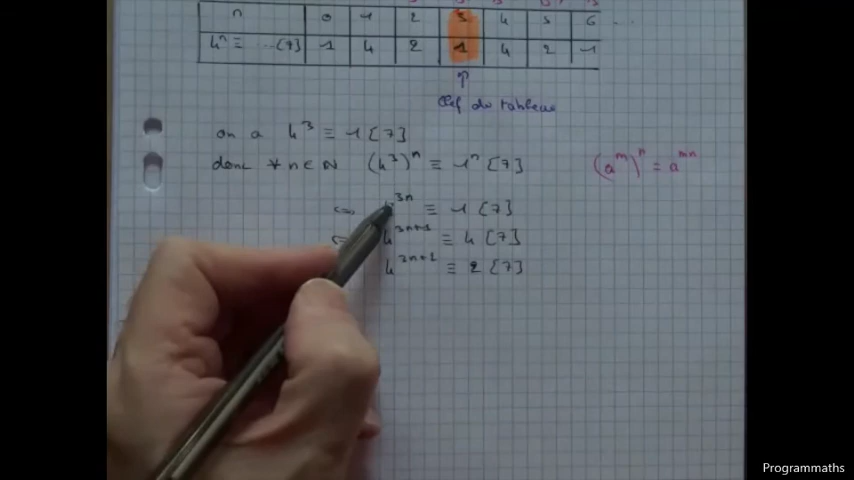 n 0 1 2 3 4 5 6 ...
4ⁿ ≡ ...[7] 1 4 2 1 4 2 1
↑
Clef du tableau
on a 4³ ≡ 1 [7]
donc ∀ n ∈ ℕ (4³)ⁿ ≡ 1ⁿ [7] (aᵐ)ⁿ = aᵐⁿ
⇔ 4³ⁿ ≡ 1 [7]
4³ⁿ⁺¹ ≡ 4 [7]
4³ⁿ⁺² ≡ 2 [7]
Programmaths